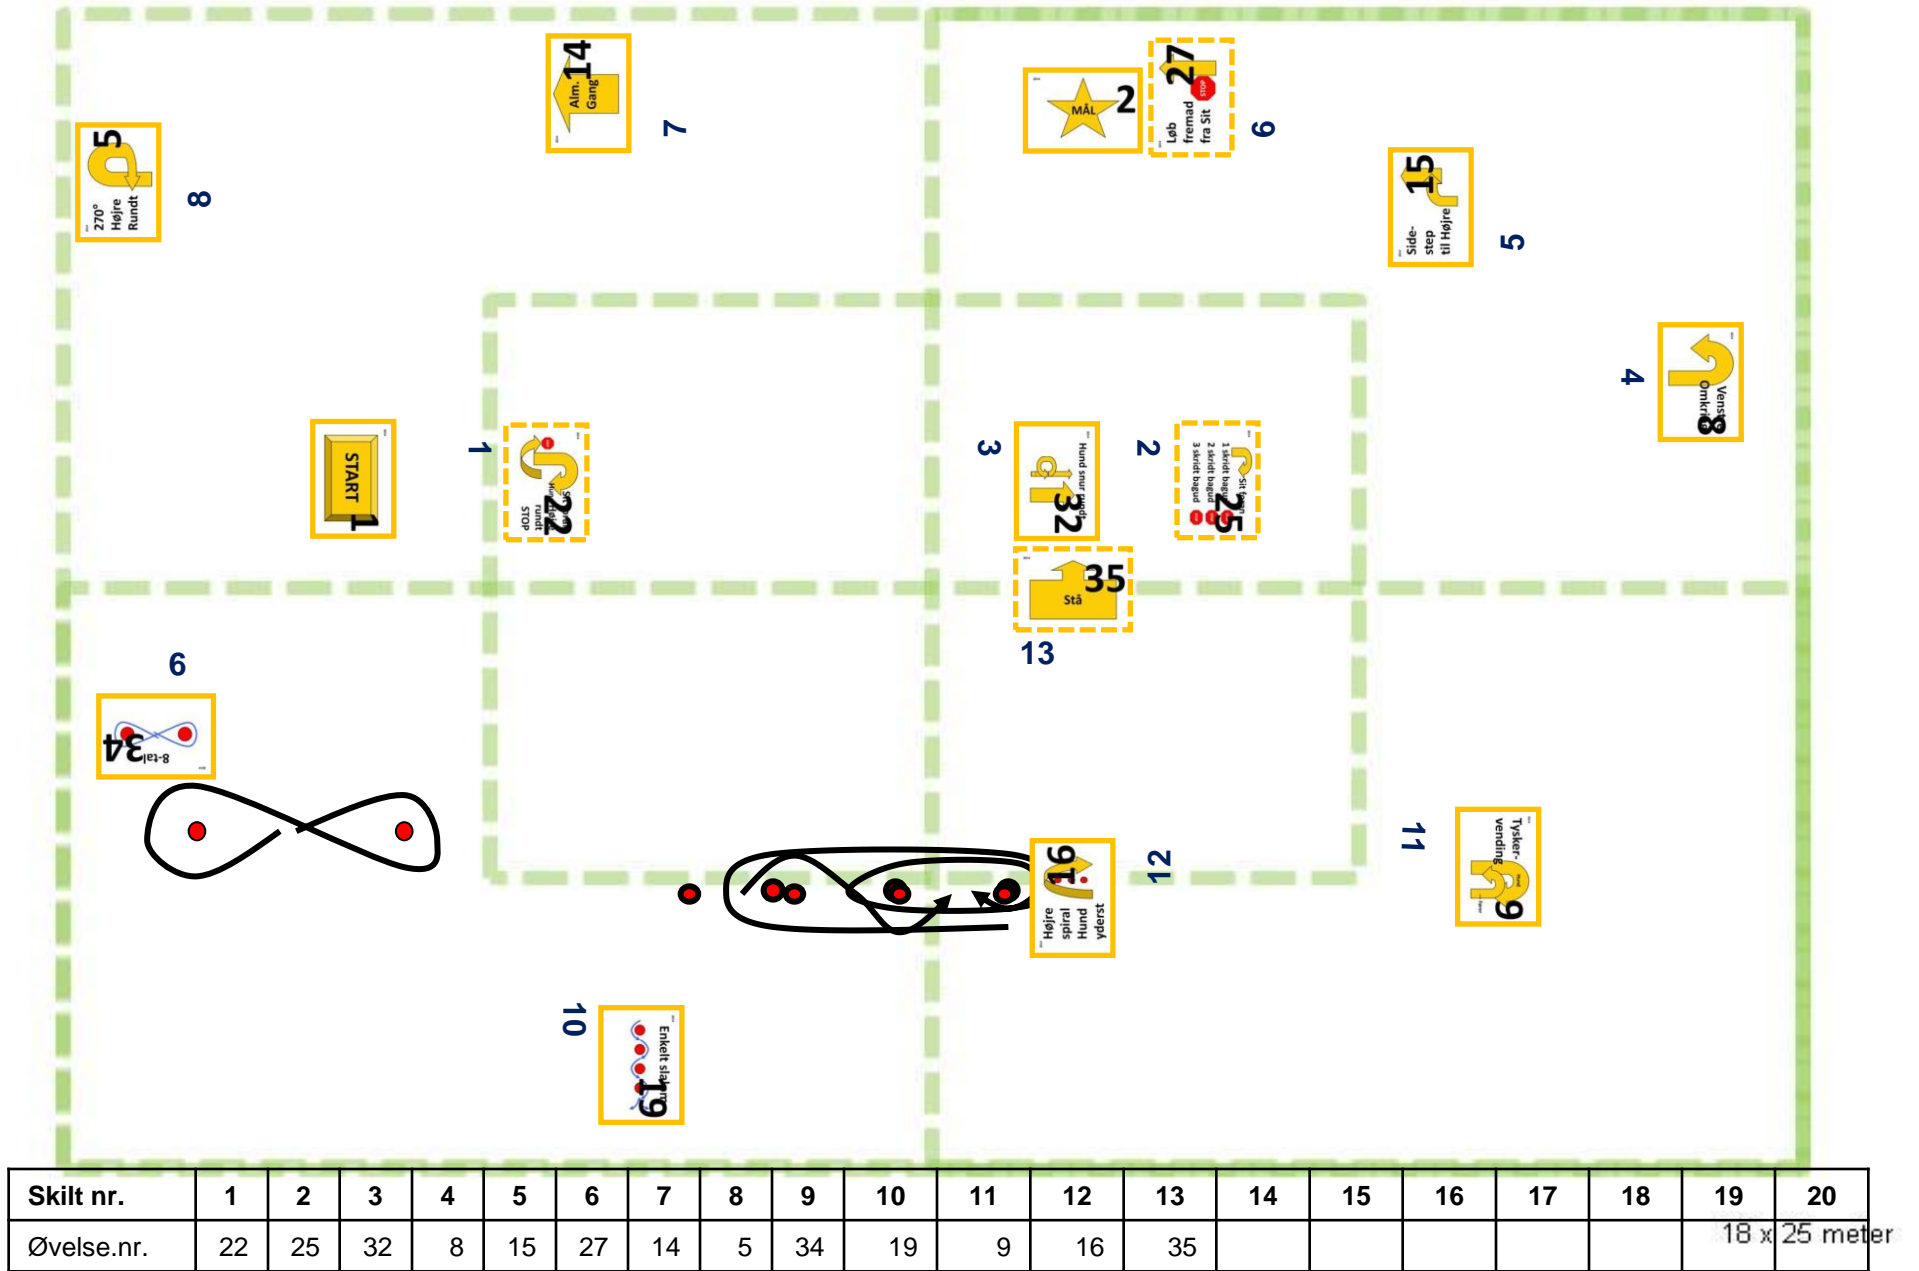 14
Alm.
Gang
7
MÅL
2
27
STOP
Løb
fremad
fra Sit
6
5
270°
Højre
Rundt
8
15
Side-
step
til Højre
5
4
Venstre
8
START
1
1
22
rundt
STOP
3
Hund snur rundt
32
2
1 skridt bagud
2 skridt bagud
3 skridt bagud
25
35
Stå
13
9
34
8-tal
12
16
Højre
spiral
Hund
yderst
11
Tysker-
vending
9
10
Enkelt slalom
19
Skilt nr. 1 2 3 4 5 6 7 8 9 10 11 12 13 14 15 16 17 18 19 20
Øvelse.nr. 22 25 32 8 15 27 14 5 34 19 9 16 35
18 x 25 meter